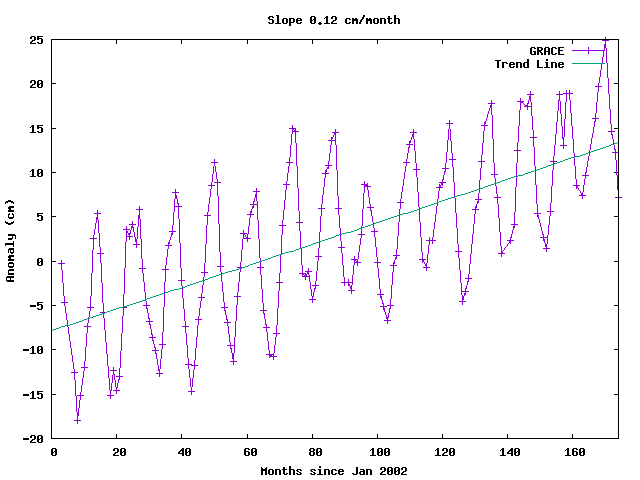 Slope 0.12 cm/month
GRACE
Trend Line
25
20
15
10
5
0
-5
-10
-15
-20
Anomaly (cm)
0 20 40 60 80 100 120 140 160
Months since Jan 2002